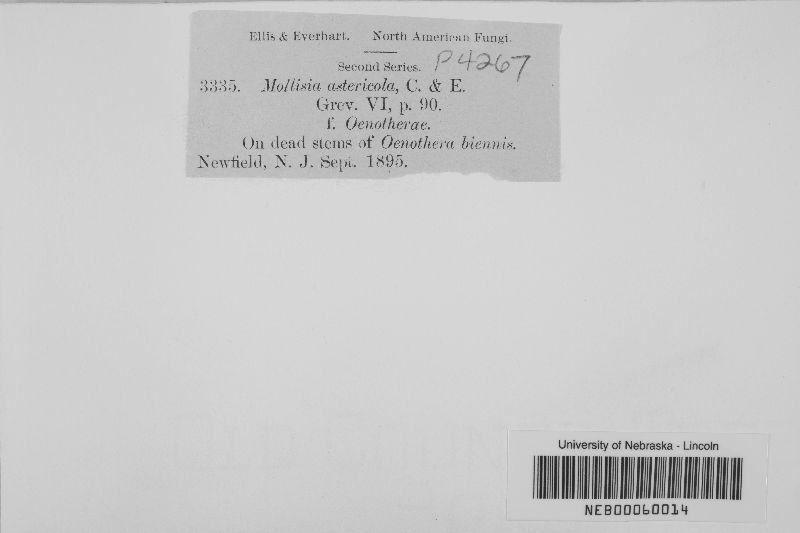 Ellis & Everhart. North American Fungi.
Second Series. P4267
3335. Mollisia astericola, C. & E.
Grev. VI, p. 90.
f. Oenotherae.
On dead stems of Oenothera biennis.
Newfield, N. J. Sept. 1895.
University of Nebraska - Lincoln
NEB00060014